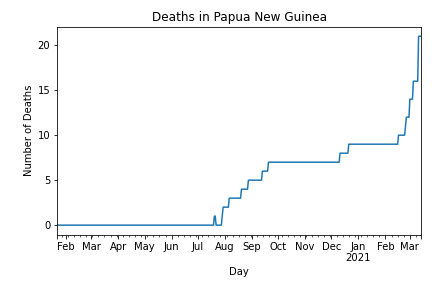 Deaths in Papua New Guinea
Number of Deaths
20
15
10
5
0
Feb Mar Apr May Jun Jul Aug Sep Oct Nov Dec Jan Feb Mar
2021
Day